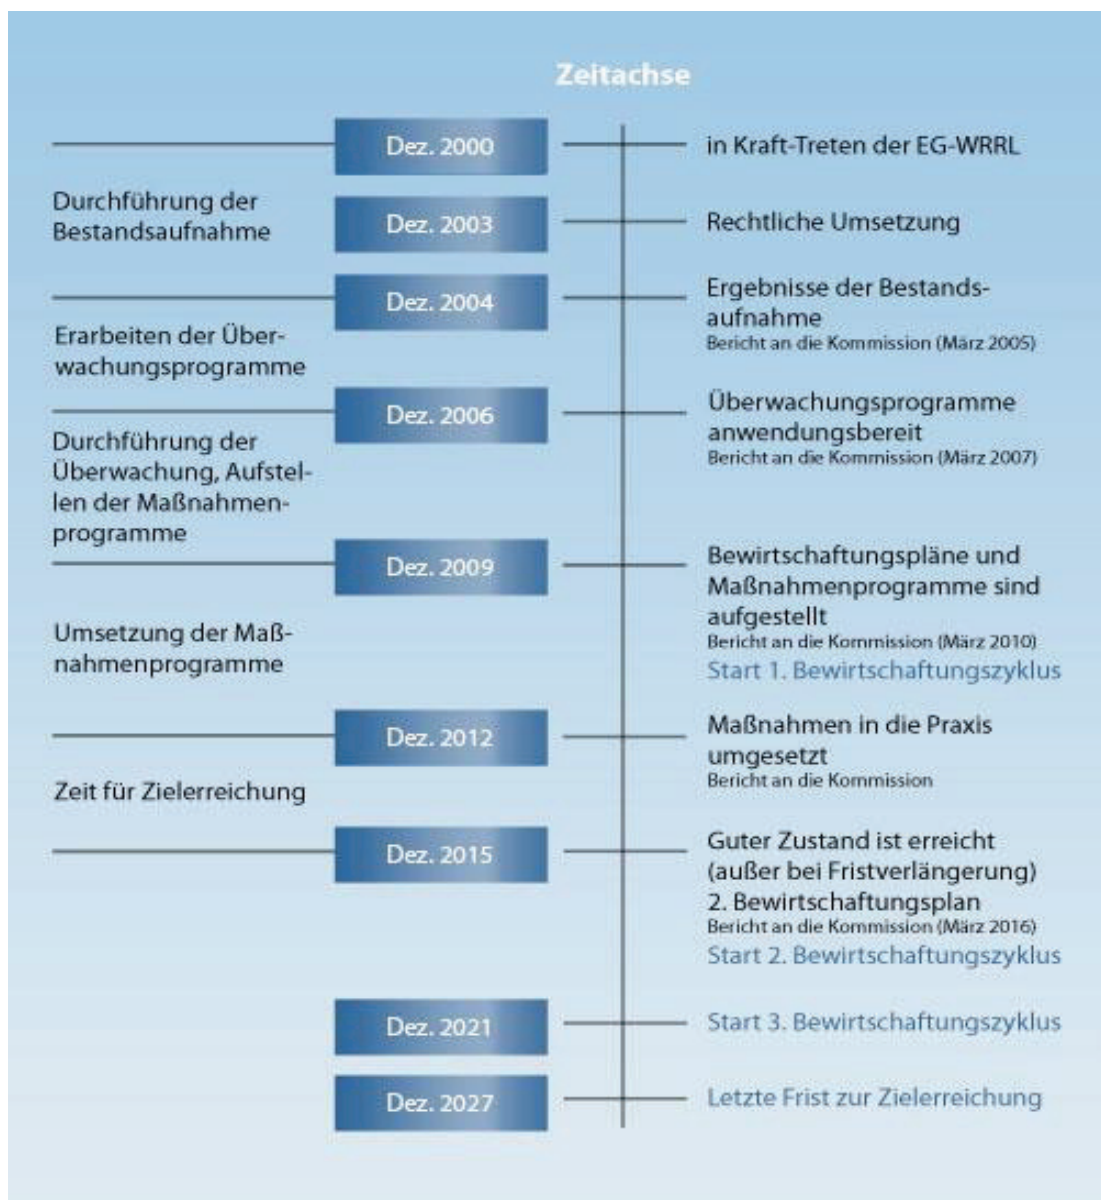 Zeitachse
Dez. 2000
in Kraft-Treten der EG-WRRL
Durchführung der
Bestandsaufnahme
Dez. 2003
Rechtliche Umsetzung
Dez. 2004
Ergebnisse der Bestands-
aufnahme
Bericht an die Kommission (März 2005)
Erarbeiten der Über-
wachungsprogramme
Dez. 2006
Überwachungsprogramme
anwendungsbereit
Bericht an die Kommission (März 2007)
Durchführung der
Überwachung, Aufstel-
len der Maßnahmen-
programme
Dez. 2009
Bewirtschaftungspläne und
Maßnahmenprogramme sind
aufgestellt
Bericht an die Kommission (März 2010)
Start 1. Bewirtschaftungszyklus
Umsetzung der Maß-
nahmenprogramme
Dez. 2012
Maßnahmen in die Praxis
umgesetzt
Bericht an die Kommission
Zeit für Zielerreichung
Dez. 2015
Guter Zustand ist erreicht
(außer bei Fristverlängerung)
2. Bewirtschaftungsplan
Bericht an die Kommission (März 2016)
Start 2. Bewirtschaftungszyklus
Dez. 2021
Start 3. Bewirtschaftungszyklus
Dez. 2027
Letzte Frist zur Zielerreichung